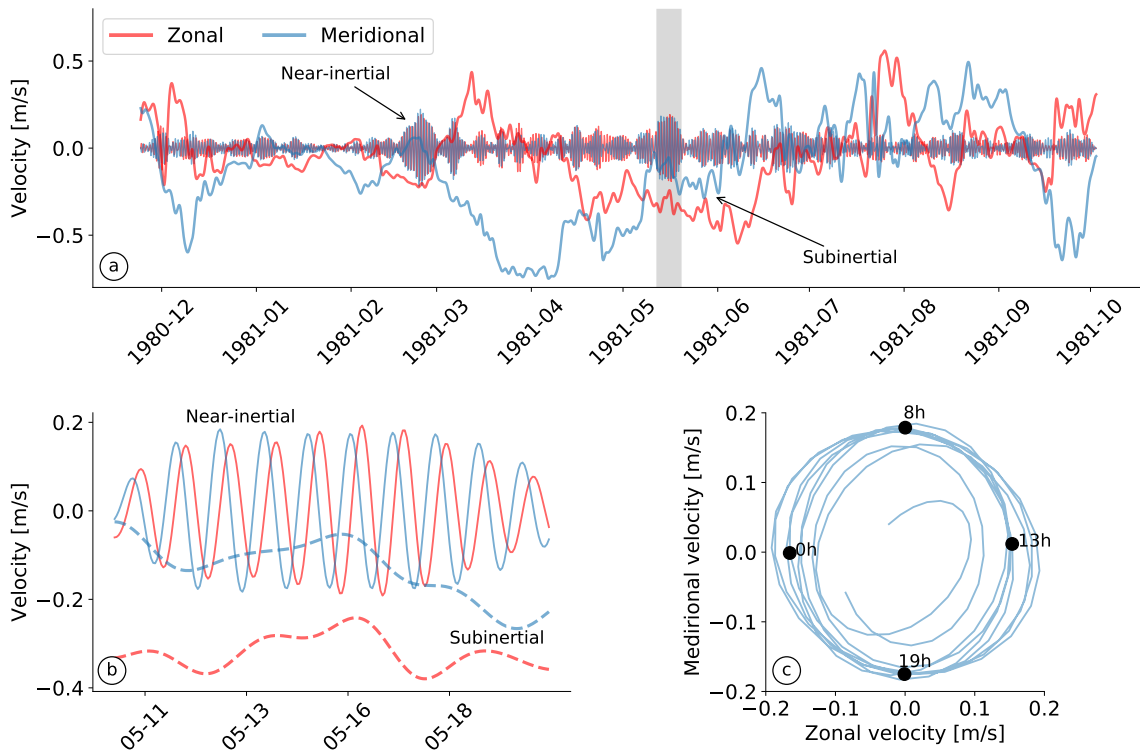 Zonal
Meridional
Near-inertial
Subinertial
Velocity [m/s]
0.5
0.0
−0.5
a
1980-12
1981-01
1981-02
1981-03
1981-04
1981-05
1981-06
1981-07
1981-08
1981-09
1981-10
Near-inertial
Subinertial
Velocity [m/s]
0.2
0.0
−0.2
−0.4
b
05-11
05-13
05-16
05-18
8h
0h
13h
19h
Medirional velocity [m/s]
0.2
0.1
0.0
−0.1
−0.2
c
−0.2
0.0
0.2
Zonal velocity [m/s]